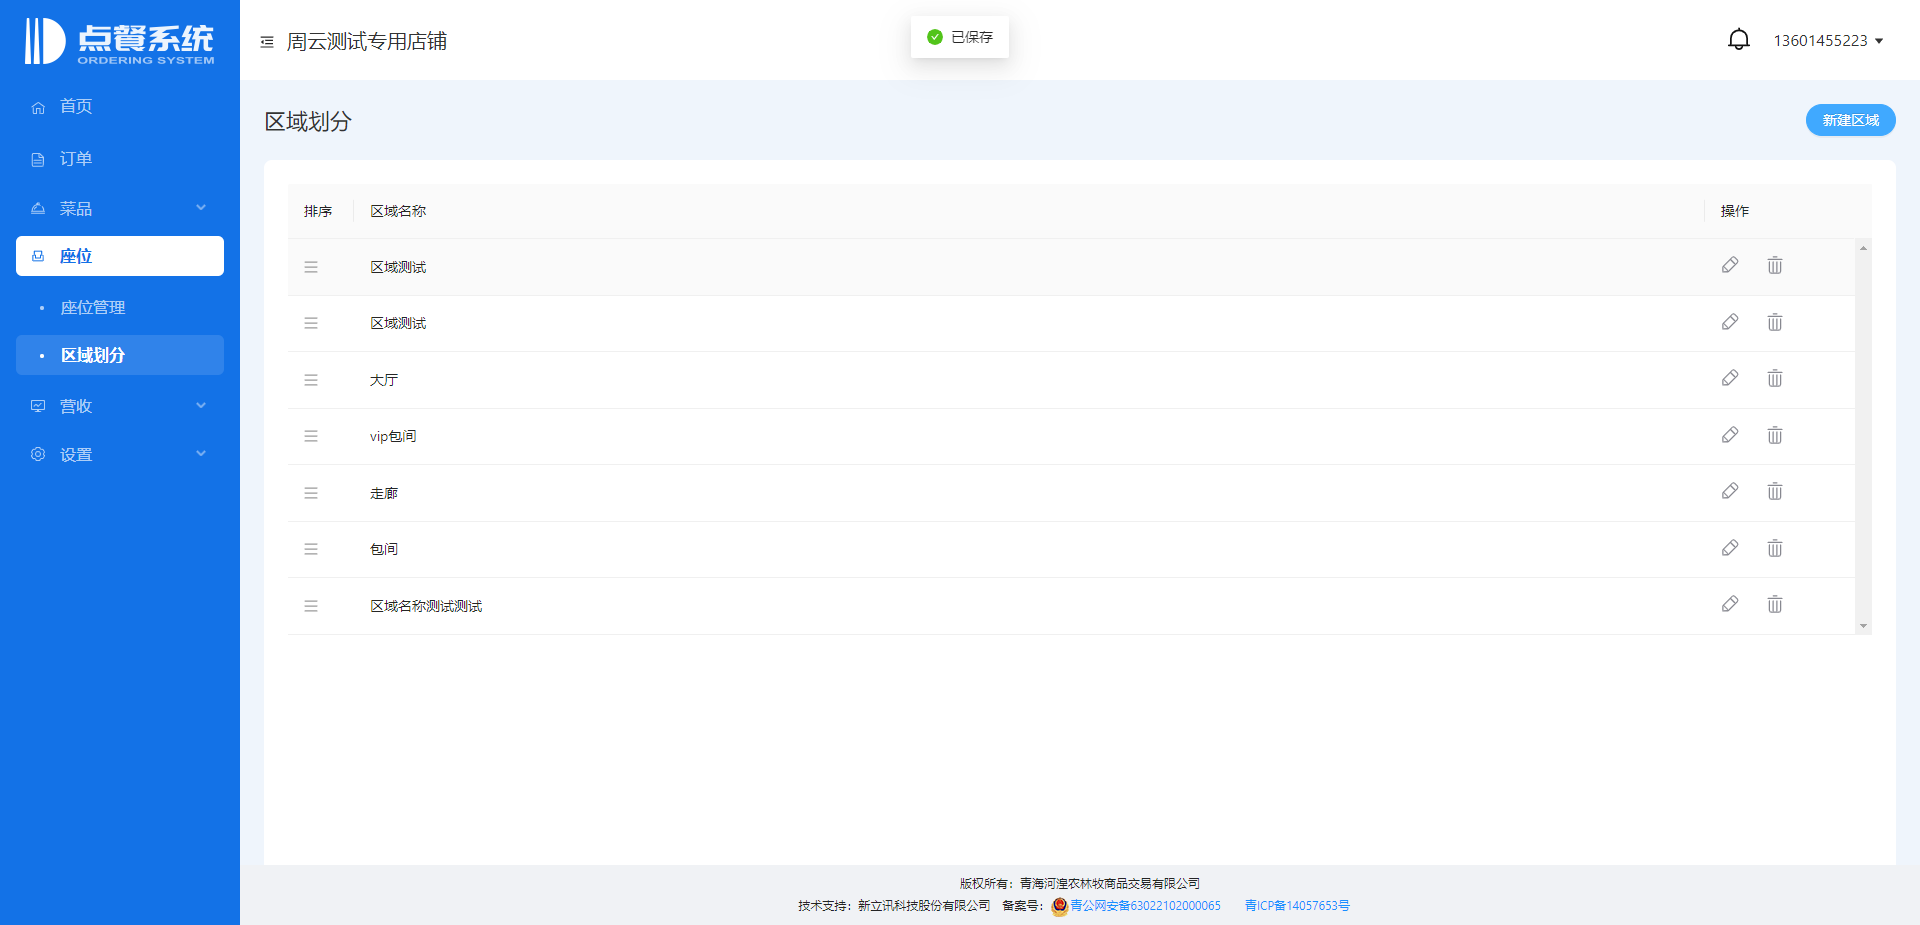 点餐系统
ORDERING SYSTEM
周云测试专用店铺
已保存
13601455223
首页
订单
菜品
座位
座位管理
区域划分
营收
设置
区域划分
新建区域
排序 区域名称 操作
区域测试
区域测试
大厅
vip包间
走廊
包间
区域名称测试测试
版权所有：青海河湟农林牧商品交易有限公司
技术支持：新立讯科技股份有限公司 备案号： 青公网安备63022102000065 青ICP备14057653号